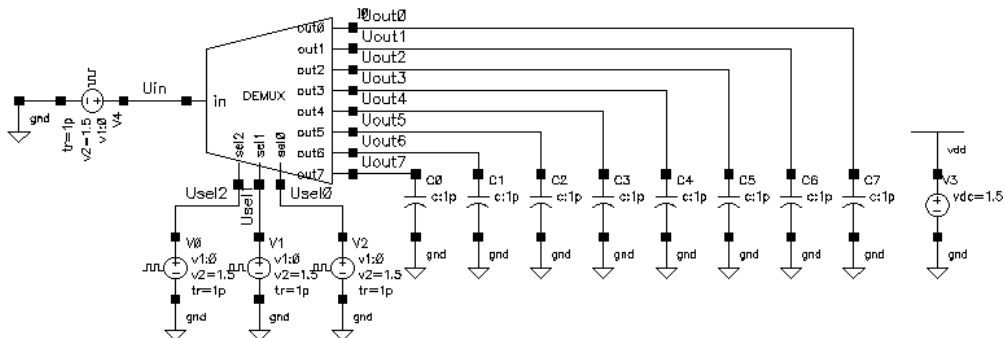 I0
out0 Uout0
out1 Uout1
out2 Uout2
out3 Uout3
out4 Uout4
out5 Uout5
out6 Uout6
out7 Uout7
Uin
in
DEMUX
sel2
sel1
sel0
gnd
tr=1p
v2=1.5
v1:0
V4
Usel2
Usel1
Usel0
C0
c:1p
C1
c:1p
C2
c:1p
C3
c:1p
C4
c:1p
C5
c:1p
C6
c:1p
C7
c:1p
vdd
V3
vdc=1.5
gnd
gnd
gnd
gnd
gnd
gnd
gnd
gnd
gnd
V0
v1:0
v2=1.5
tr=1p
gnd
V1
v1:0
v2=1.5
tr=1p
gnd
V2
v1:0
v2=1.5
tr=1p
gnd